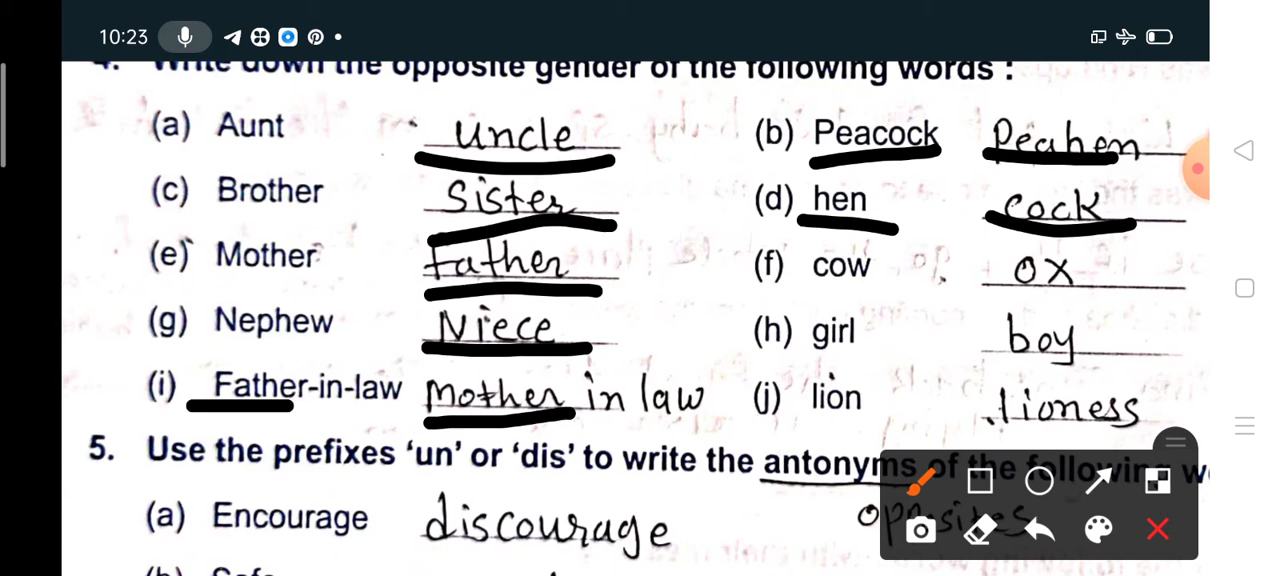 10:23
4. Write down the opposite gender of the following words :
(a) Aunt uncle (b) Peacock Peahen
(c) Brother Sister (d) hen cock
(e) Mother Father (f) cow ox
(g) Nephew Niece (h) girl boy
(i) Father-in-law mother in law (j) lion lioness
5. Use the prefixes 'un' or 'dis' to write the antonyms of the following w
(a) Encourage discourage opposites